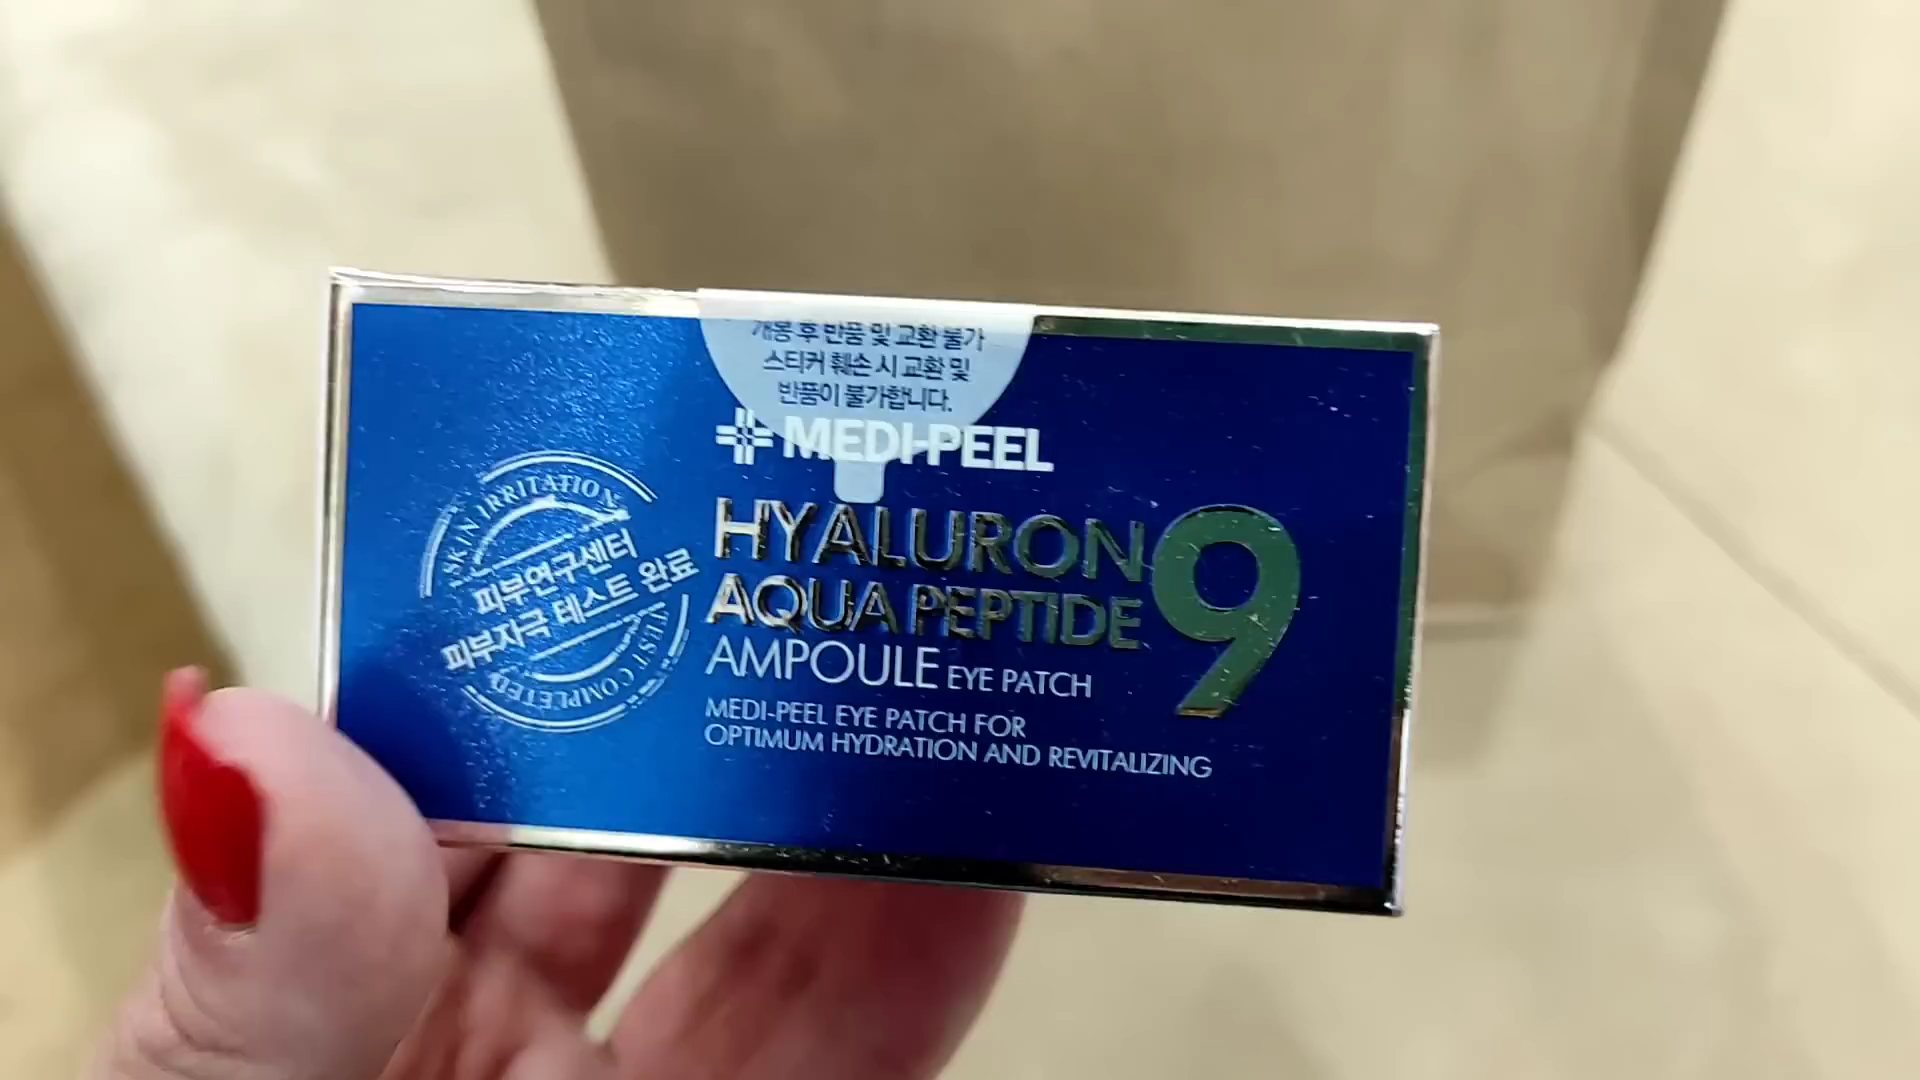 개봉 후 반품 및 교환 불가
스티커 훼손 시 교환 및
반품이 불가합니다.
MEDI-PEEL
HYALURON
AQUA PEPTIDE 9
AMPOULE EYE PATCH
MEDI-PEEL EYE PATCH FOR
OPTIMUM HYDRATION AND REVITALIZING
SKIN IRRITATION
피부연구센터
피부자극 테스트 완료
TEST COMPLETED